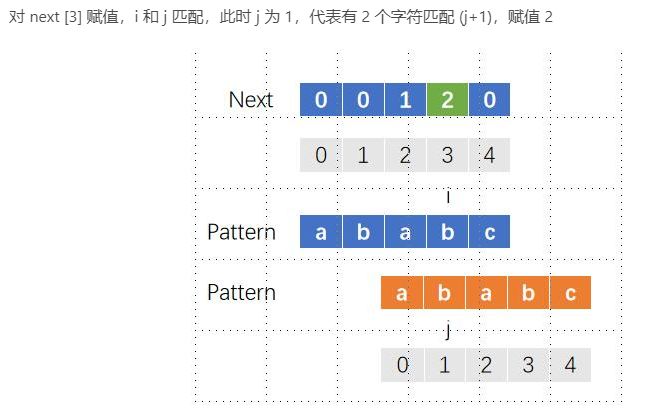 对 next [3] 赋值，i 和 j 匹配，此时 j 为 1，代表有 2 个字符匹配 (j+1)，赋值 2
Next 0 0 1 2 0
0 1 2 3 4
i
Pattern a b a b c
Pattern a b a b c
j
0 1 2 3 4